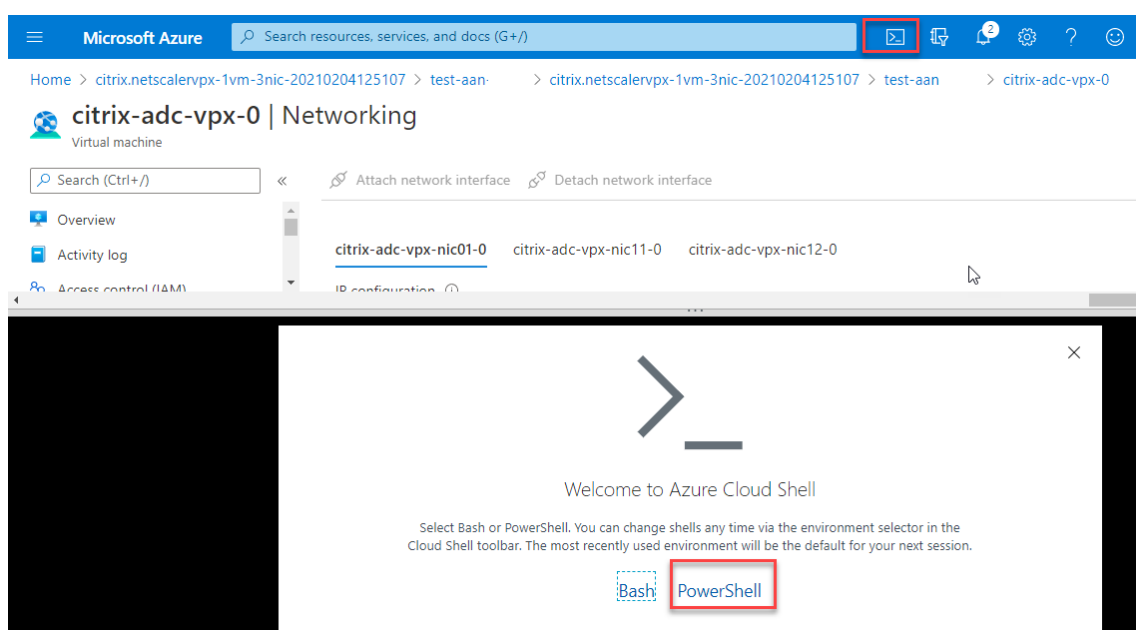 Microsoft Azure
Search resources, services, and docs (G+/)
2
Home > citrix.netscalervpx-1vm-3nic-20210204125107 > test-aan- > citrix.netscalervpx-1vm-3nic-20210204125107 > test-aan > citrix-adc-vpx-0
citrix-adc-vpx-0 | Networking
Virtual machine
Search (Ctrl+/)
«
Attach network interface
Detach network interface
Overview
Activity log
Access control (IAM)
citrix-adc-vpx-nic01-0 citrix-adc-vpx-nic11-0 citrix-adc-vpx-nic12-0
IP configuration
Welcome to Azure Cloud Shell
Select Bash or PowerShell. You can change shells any time via the environment selector in the
Cloud Shell toolbar. The most recently used environment will be the default for your next session.
Bash PowerShell